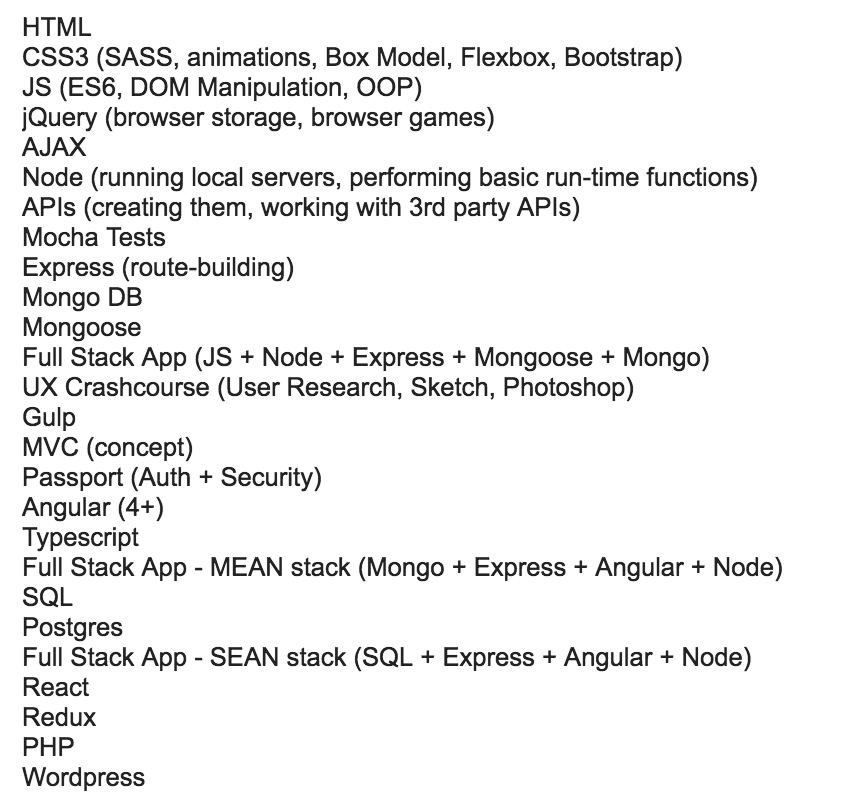 HTML
CSS3 (SASS, animations, Box Model, Flexbox, Bootstrap)
JS (ES6, DOM Manipulation, OOP)
jQuery (browser storage, browser games)
AJAX
Node (running local servers, performing basic run-time functions)
APIs (creating them, working with 3rd party APIs)
Mocha Tests
Express (route-building)
Mongo DB
Mongoose
Full Stack App (JS + Node + Express + Mongoose + Mongo)
UX Crashcourse (User Research, Sketch, Photoshop)
Gulp
MVC (concept)
Passport (Auth + Security)
Angular (4+)
Typescript
Full Stack App - MEAN stack (Mongo + Express + Angular + Node)
SQL
Postgres
Full Stack App - SEAN stack (SQL + Express + Angular + Node)
React
Redux
PHP
Wordpress